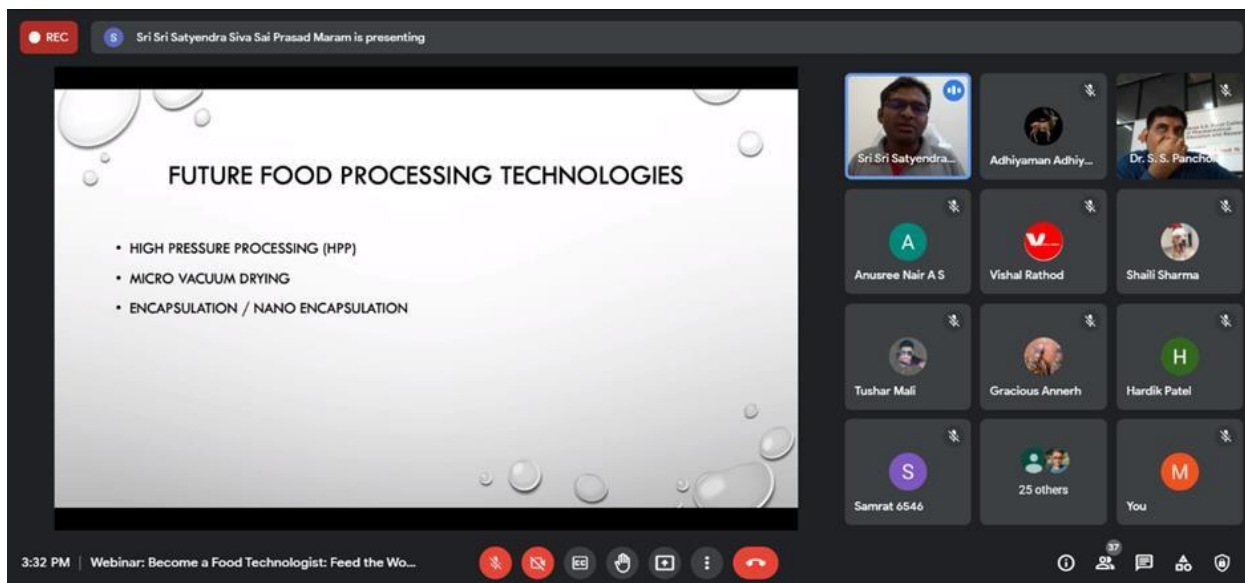 REC
S
Sri Sri Satyendra Siva Sai Prasad Maram is presenting
FUTURE FOOD PROCESSING TECHNOLOGIES
• HIGH PRESSURE PROCESSING (HPP)
• MICRO VACUUM DRYING
• ENCAPSULATION / NANO ENCAPSULATION
Sri Sri Satyendra...
Adhiyaman Adhiy...
Dr. S. S. Pancholi
A
Anusree Nair A S
V
Vishal Rathod
Shaili Sharma
Tushar Mali
Gracious Annerh
H
Hardik Patel
S
Samrat 6546
25 others
M
You
3:32 PM | Webinar: Become a Food Technologist: Feed the Wo...
CC
37